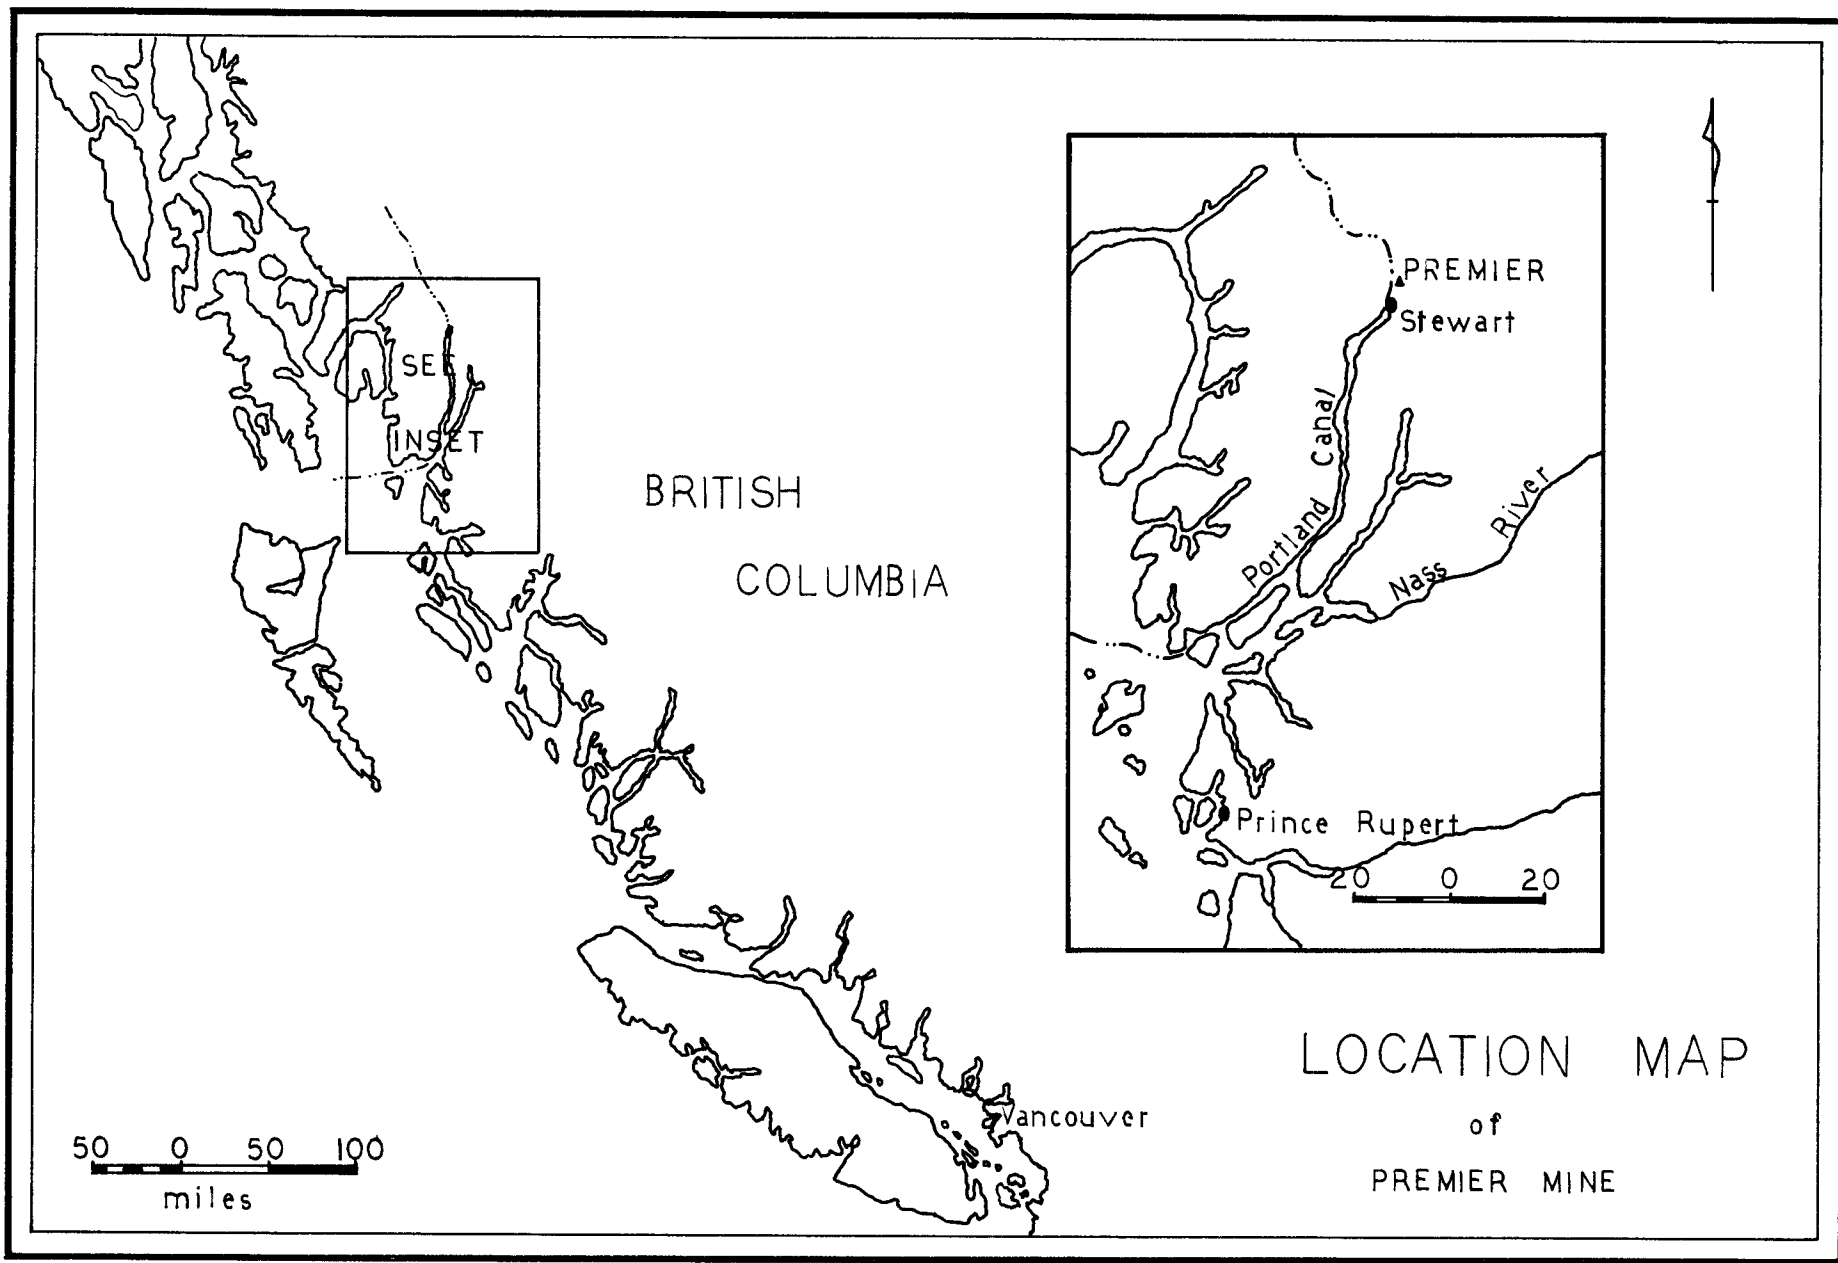 PREMIER
Stewart
SEE
Canal
INSET
BRITISH
River
Portland
COLUMBIA
Nass
Prince Rupert
20 0 20
LOCATION MAP
of
PREMIER MINE
Vancouver
50 0 50 100
miles